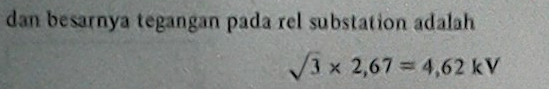 dan besarnya tegangan pada rel substation adalah
√3 × 2,67 = 4,62 kV